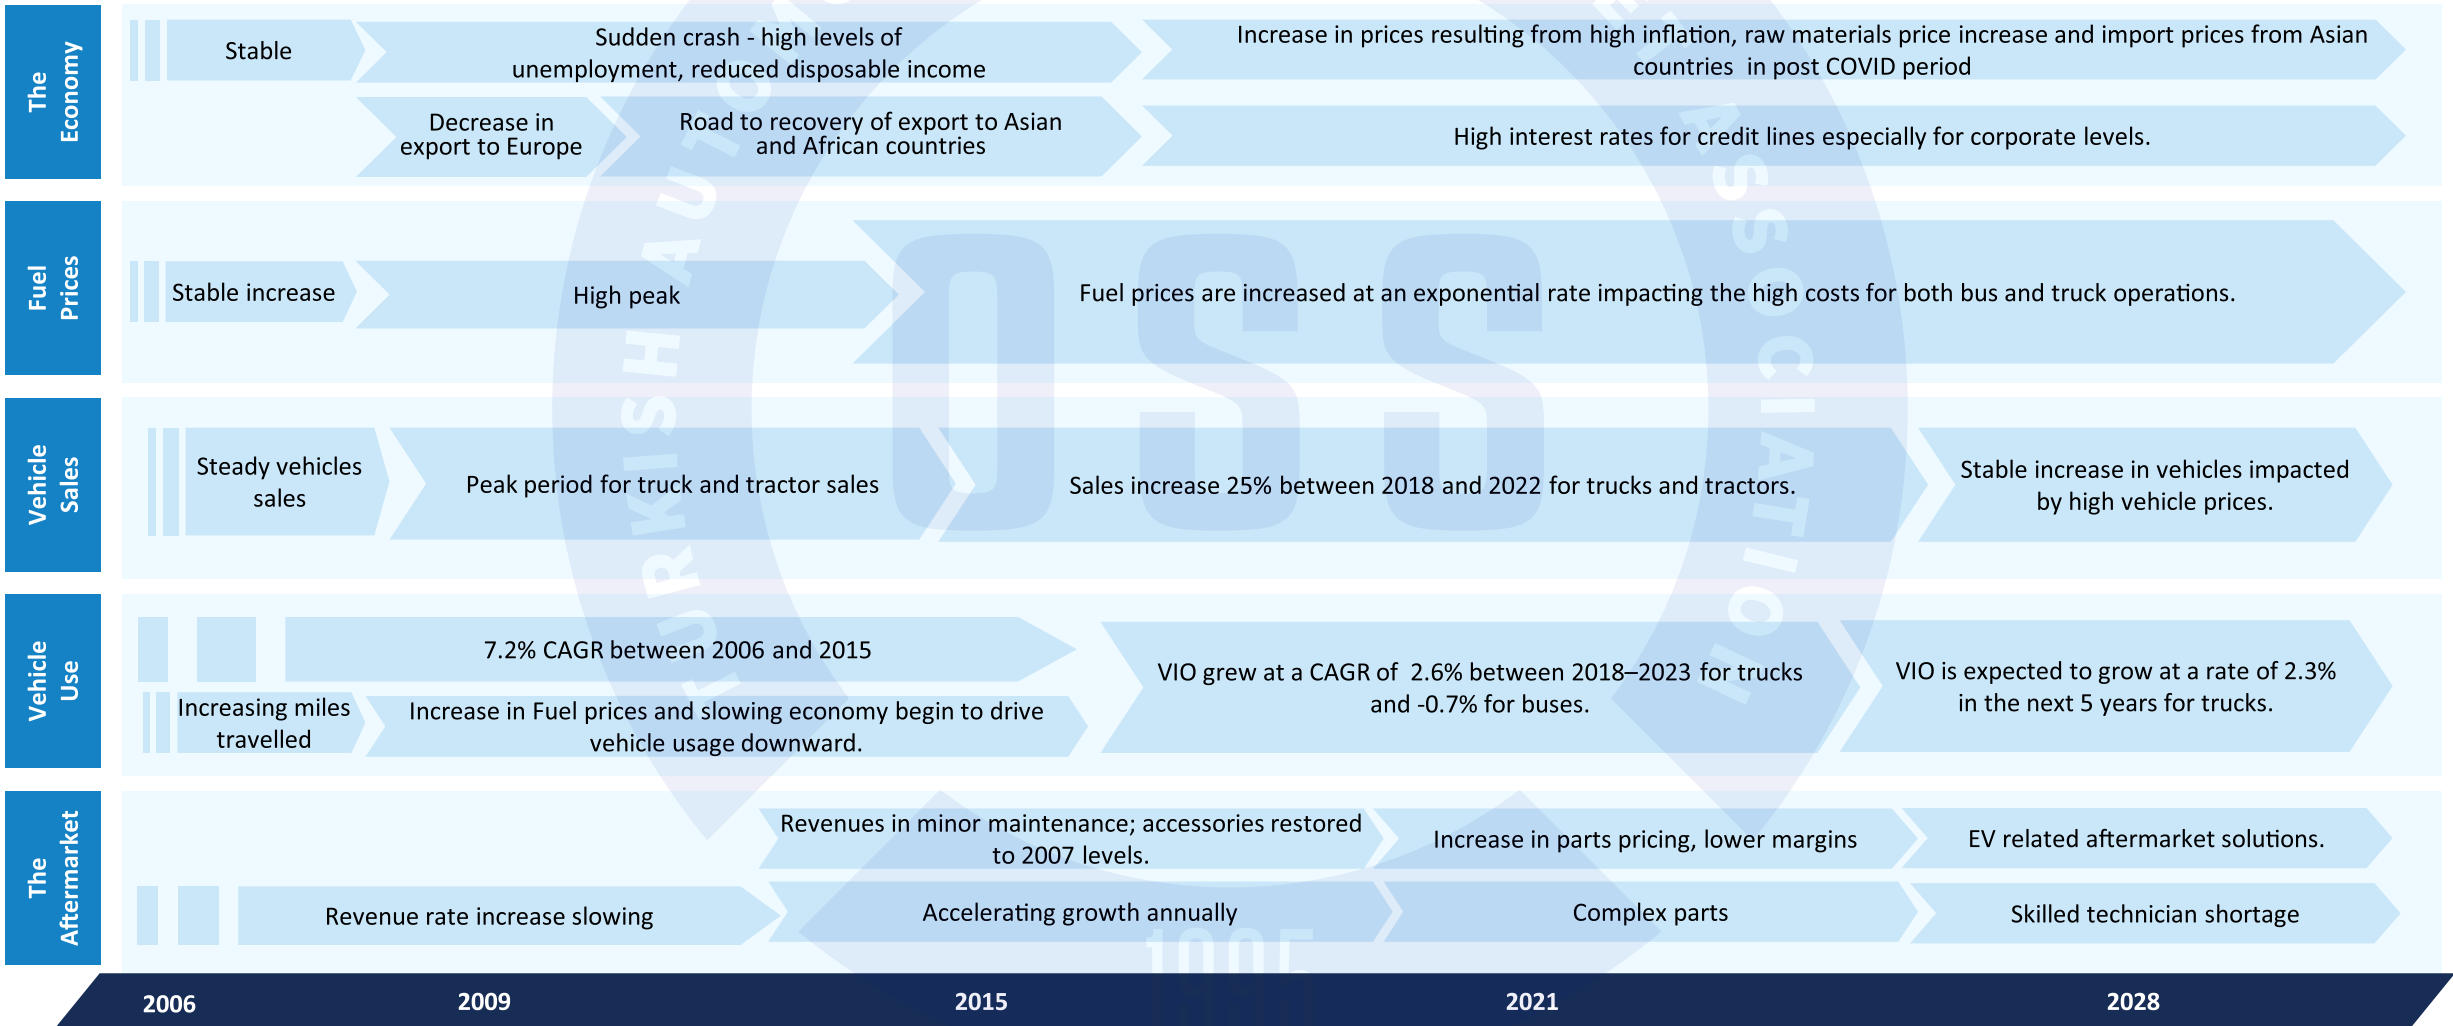 The
Economy
Stable
Sudden crash - high levels of
unemployment, reduced disposable income
Increase in prices resulting from high inflation, raw materials price increase and import prices from Asian
countries in post COVID period
Decrease in
export to Europe
Road to recovery of export to Asian
and African countries
High interest rates for credit lines especially for corporate levels.
Fuel
Prices
Stable increase
High peak
Fuel prices are increased at an exponential rate impacting the high costs for both bus and truck operations.
Vehicle
Sales
Steady vehicles
sales
Peak period for truck and tractor sales
Sales increase 25% between 2018 and 2022 for trucks and tractors.
Stable increase in vehicles impacted
by high vehicle prices.
Vehicle
Use
7.2% CAGR between 2006 and 2015
Increasing miles
travelled
Increase in Fuel prices and slowing economy begin to drive
vehicle usage downward.
VIO grew at a CAGR of 2.6% between 2018–2023 for trucks
and -0.7% for buses.
VIO is expected to grow at a rate of 2.3%
in the next 5 years for trucks.
The
Aftermarket
Revenues in minor maintenance; accessories restored
to 2007 levels.
Increase in parts pricing, lower margins
EV related aftermarket solutions.
Revenue rate increase slowing
Accelerating growth annually
Complex parts
Skilled technician shortage
2006
2009
2015
2021
2028
TURKISH
ASSOCIATION
OSS
1995